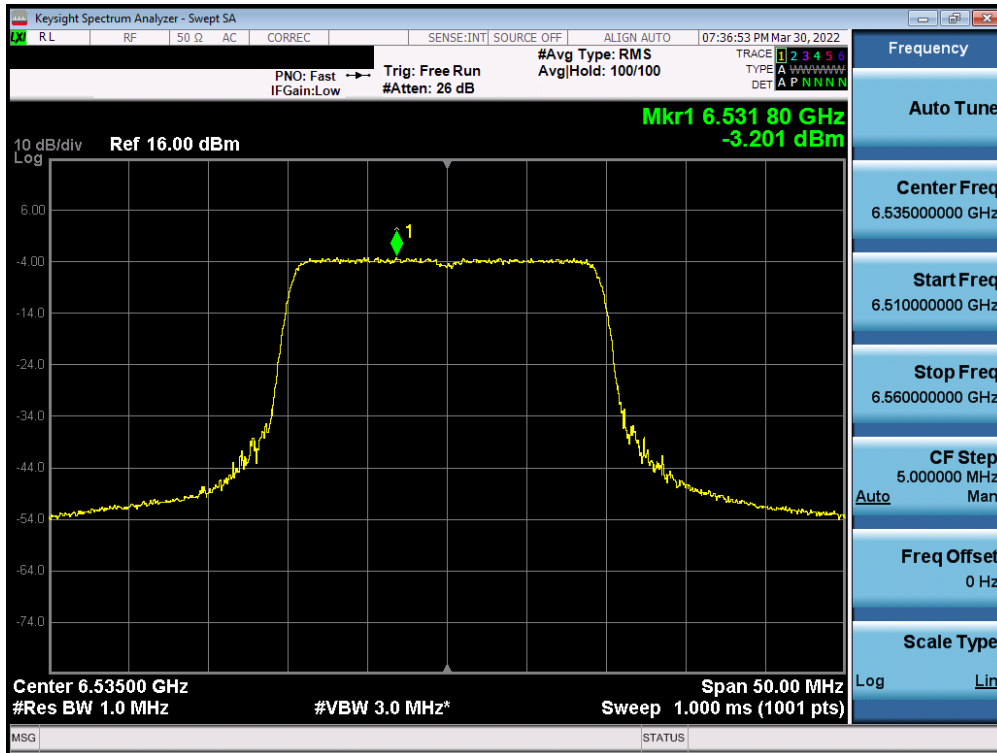 Keysight Spectrum Analyzer - Swept SA
LXI RL RF 50 Ω AC CORREC SENSE:INT SOURCE OFF ALIGN AUTO 07:36:53 PM Mar 30, 2022
PNO: Fast
IFGain:Low
Trig: Free Run
#Atten: 26 dB
#Avg Type: RMS
Avg|Hold: 100/100
TRACE 1 2 3 4 5 6
TYPE A WWWWW
DET A P N N N N
Mkr1 6.531 80 GHz
-3.201 dBm
10 dB/div Ref 16.00 dBm
Log
6.00
1
-4.00
-14.0
-24.0
-34.0
-44.0
-54.0
-64.0
-74.0
Center 6.53500 GHz Span 50.00 MHz
#Res BW 1.0 MHz #VBW 3.0 MHz* Sweep 1.000 ms (1001 pts)
MSG STATUS
Frequency
Auto Tune
Center Freq
6.535000000 GHz
Start Freq
6.510000000 GHz
Stop Freq
6.560000000 GHz
CF Step
5.000000 MHz
Auto Man
Freq Offset
0 Hz
Scale Type
Log Lin